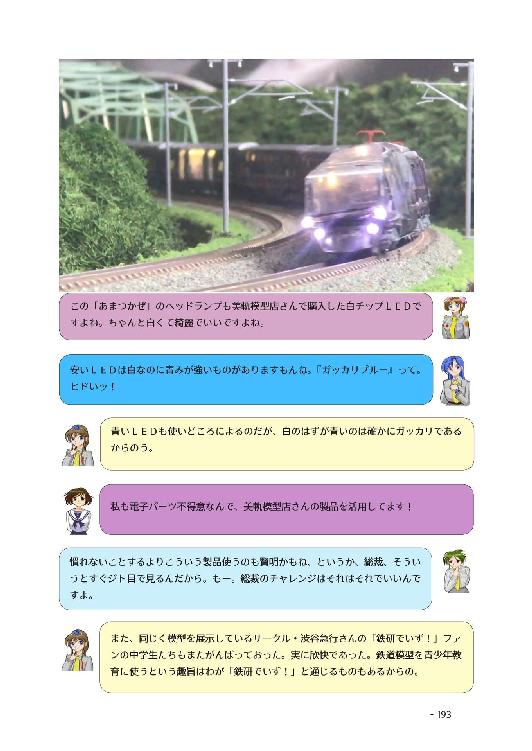 この「あまつかぜ」のヘッドランプも美軌模型店さんで購入した白チップＬＥＤで
すよね。ちゃんと白くて綺麗でいいですよね。
安いＬＥＤは白なのに青みが強いものがありますもんね。『ガッカリブルー』って。
ヒドいッ！
青いＬＥＤも使いどころによるのだが、白のはずが青いのは確かにガッカリである
からのう。
私も電子パーツ不得意なんで、美軌模型店さんの製品を活用してます！
慣れないことするよりこういう製品使うのも賢明かもね、というか、総裁、そうい
うとすぐジト目で見るんだから。もー。総裁のチャレンジはそれはそれでいいんで
すよ。
また、同じく模型を展示しているサークル・渋谷急行さんの「鉄研でいず！」ファ
ンの中学生たちもまたがんばっておった。実に欣快であった。鉄道模型を青少年教
育に使うという趣旨はわが「鉄研でいず！」と通じるものもあるからの。
- 193